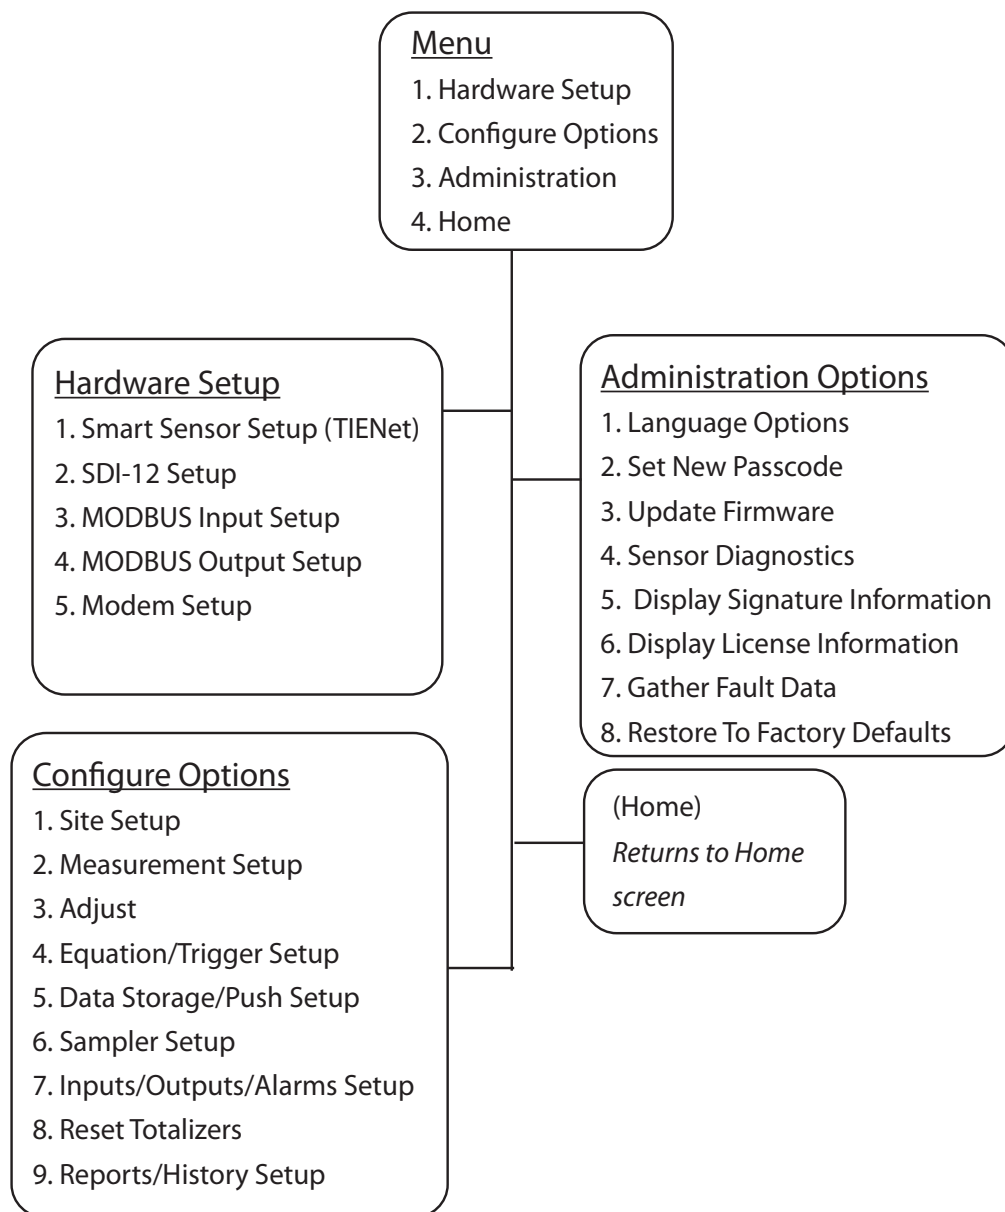 Menu
1. Hardware Setup
2. Configure Options
3. Administration
4. Home
Hardware Setup
1. Smart Sensor Setup (TIENet)
2. SDI-12 Setup
3. MODBUS Input Setup
4. MODBUS Output Setup
5. Modem Setup
Administration Options
1. Language Options
2. Set New Passcode
3. Update Firmware
4. Sensor Diagnostics
5. Display Signature Information
6. Display License Information
7. Gather Fault Data
8. Restore To Factory Defaults
Configure Options
1. Site Setup
2. Measurement Setup
3. Adjust
4. Equation/Trigger Setup
5. Data Storage/Push Setup
6. Sampler Setup
7. Inputs/Outputs/Alarms Setup
8. Reset Totalizers
9. Reports/History Setup
(Home)
Returns to Home
screen